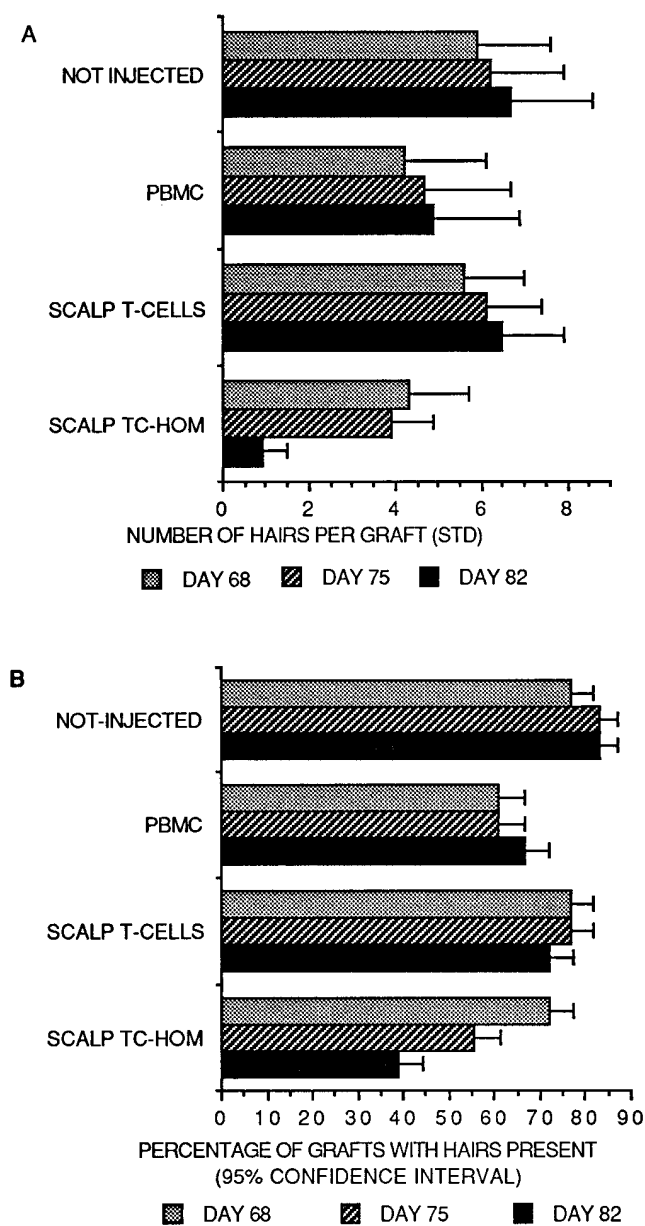 A
NOT INJECTED
PBMC
SCALP T-CELLS
SCALP TC-HOM
0 2 4 6 8
NUMBER OF HAIRS PER GRAFT (STD)
DAY 68 DAY 75 DAY 82
B
NOT-INJECTED
PBMC
SCALP T-CELLS
SCALP TC-HOM
0 10 20 30 40 50 60 70 80 90
PERCENTAGE OF GRAFTS WITH HAIRS PRESENT
(95% CONFIDENCE INTERVAL)
DAY 68 DAY 75 DAY 82